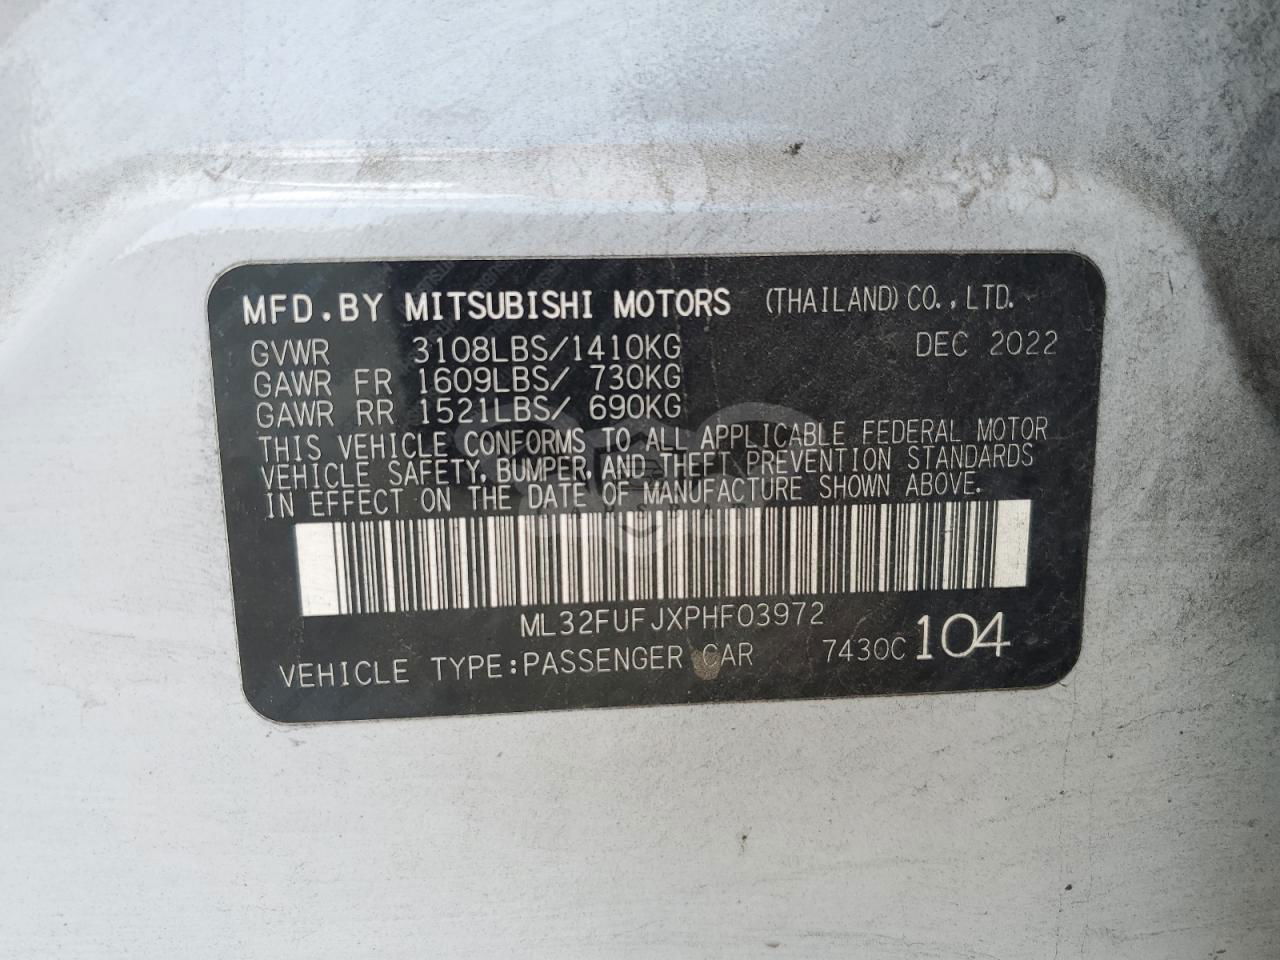 MFD.BY MITSUBISHI MOTORS (THAILAND) CO.,LTD.
GVWR 3108LBS/1410KG DEC 2022
GAWR FR 1609LBS/ 730KG
GAWR RR 1521LBS/ 690KG
THIS VEHICLE CONFORMS TO ALL APPLICABLE FEDERAL MOTOR
VEHICLE SAFETY, BUMPER, AND THEFT PREVENTION STANDARDS
IN EFFECT ON THE DATE OF MANUFACTURE SHOWN ABOVE.
ML32FUFJXPHF03972
VEHICLE TYPE:PASSENGER CAR 7430C 104